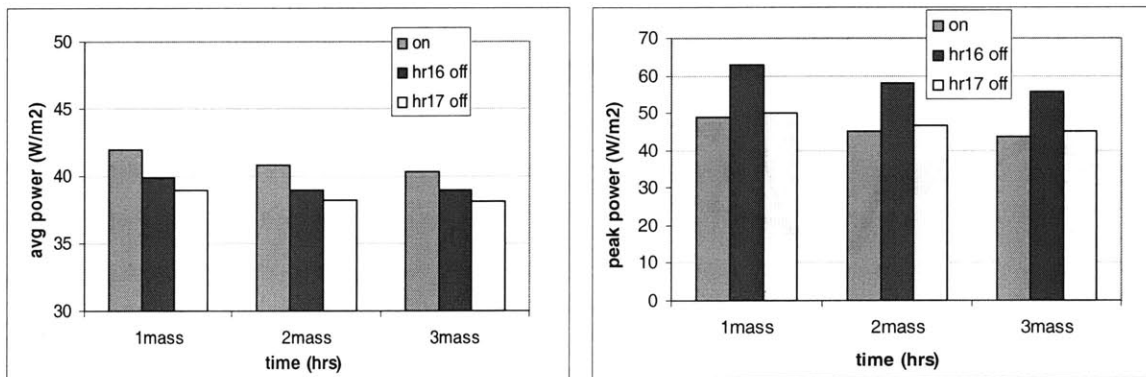 50
45
40
35
30
avg power (W/m2)
on
hr16 off
hr17 off
1mass 2mass 3mass
time (hrs)
70
60
50
40
30
20
10
0
peak power (W/m2)
on
hr16 off
hr17 off
1mass 2mass 3mass
time (hrs)